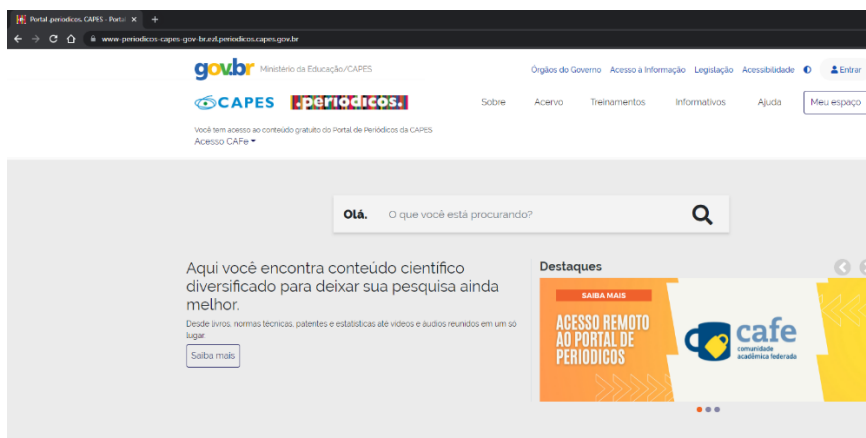 Portal .periodicos. CAPES - Portal
www-periodicos-capes-gov-br.ezl.periodicos.capes.gov.br
gov.br Ministério da Educação/CAPES
Órgãos do Governo Acesso à Informação Legislação Acessibilidade Entrar
CAPES .periodicos.
Sobre Acervo Treinamentos Informativos Ajuda Meu espaço
Você tem acesso ao conteúdo gratuito do Portal de Periódicos da CAPES
Acesso CAFe
Olá. O que você está procurando?
Aqui você encontra conteúdo científico
diversificado para deixar sua pesquisa ainda
melhor.
Desde livros, normas técnicas, patentes e estatísticas até vídeos e áudios reunidos em um só
lugar.
Saiba mais
Destaques
SAIBA MAIS
ACESSO REMOTO
AO PORTAL DE
PERIODICOS
cafe
comunidade
acadêmica federada